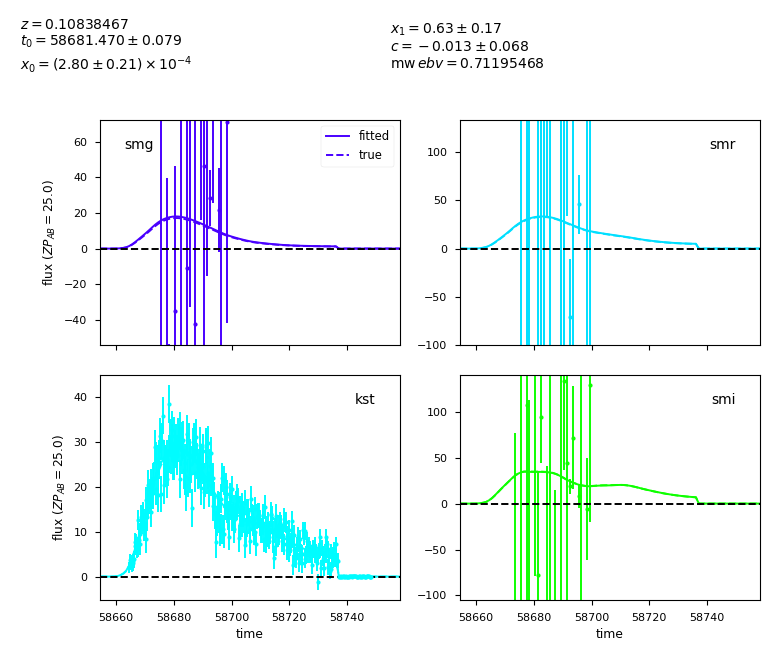 z = 0.10838467
t₀ = 58681.470 ± 0.079
x₀ = (2.80 ± 0.21) × 10⁻⁴
x₁ = 0.63 ± 0.17
c = −0.013 ± 0.068
mw ebv = 0.71195468
smg
fitted
true
60
40
20
0
−20
−40
flux (ZP_AB = 25.0)
smr
100
50
0
−50
−100
kst
40
30
20
10
0
flux (ZP_AB = 25.0)
58660 58680 58700 58720 58740
time
smi
100
50
0
−50
−100
58660 58680 58700 58720 58740
time